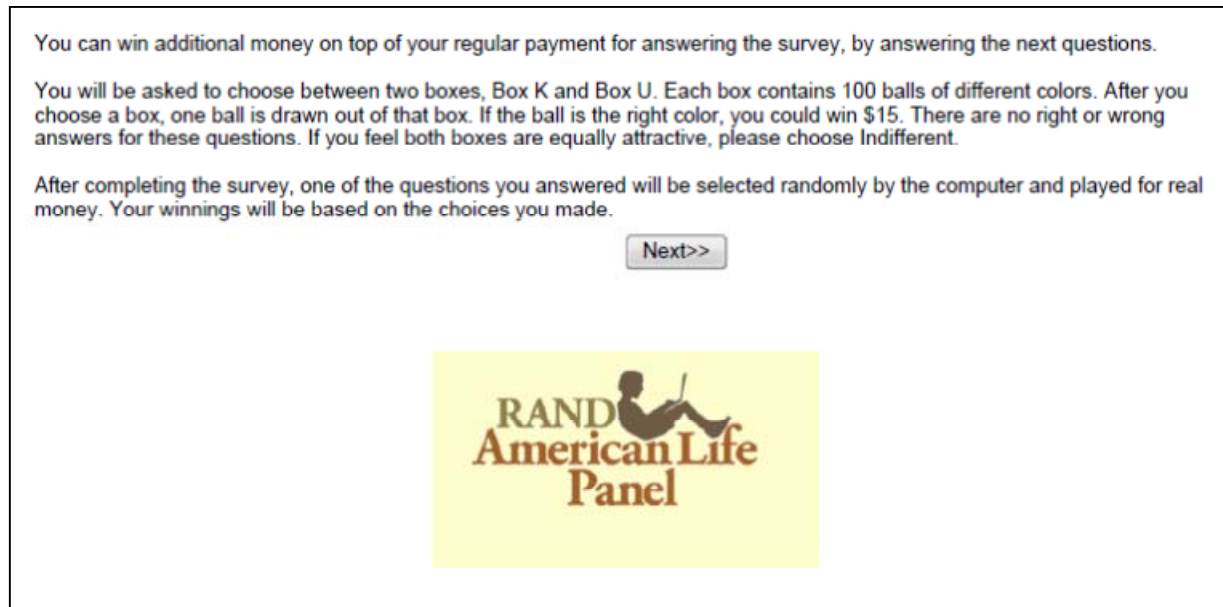 You can win additional money on top of your regular payment for answering the survey, by answering the next questions.
You will be asked to choose between two boxes, Box K and Box U. Each box contains 100 balls of different colors. After you
choose a box, one ball is drawn out of that box. If the ball is the right color, you could win $15. There are no right or wrong
answers for these questions. If you feel both boxes are equally attractive, please choose Indifferent.
After completing the survey, one of the questions you answered will be selected randomly by the computer and played for real
money. Your winnings will be based on the choices you made.
Next>>
RAND
American Life
Panel